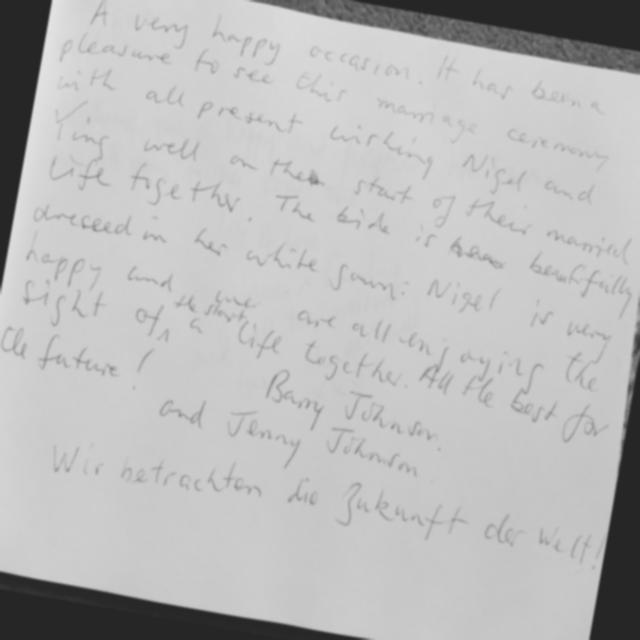 A very happy occasion. It has been a
pleasure to see this marriage ceremony
with all present wishing Nigel and
Ying well on the start of their married
life together. The bride is beautifully
dressed in her white gown: Nigel is very
happy and we are all enjoying the
sight of the start of a life together. All the best for
the future!
Barry Johnson.
and Jenny Johnson.
Wir betrachten die Zukunft der Welt!